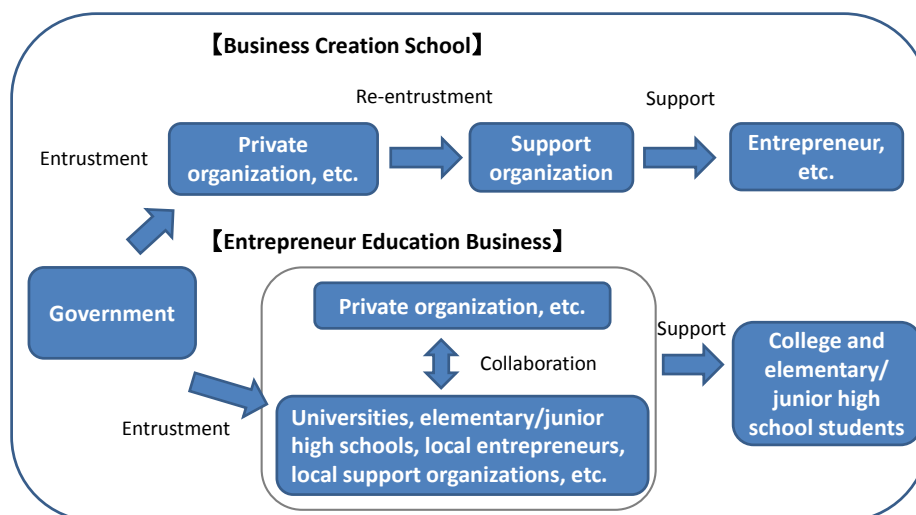 【Business Creation School】
Re-entrustment
Support
Entrustment
Private
organization, etc.
Support
organization
Entrepreneur,
etc.
【Entrepreneur Education Business】
Government
Private organization, etc.
Collaboration
Support
College and
elementary/
junior high
school students
Entrustment
Universities, elementary/junior
high schools, local entrepreneurs,
local support organizations, etc.